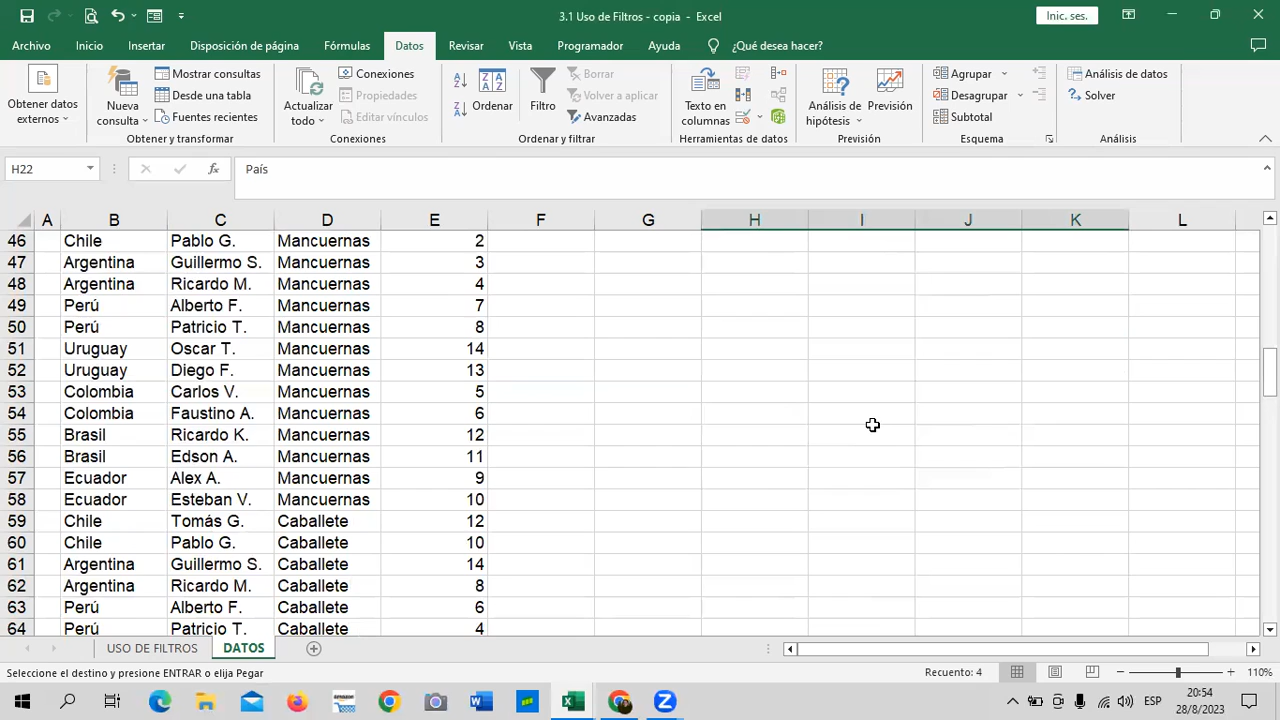 3.1 Uso de Filtros - copia - Excel
Inic. ses.
Archivo Inicio Insertar Disposición de página Fórmulas Datos Revisar Vista Programador Ayuda ¿Qué desea hacer?
Obtener datos externos
Nueva consulta
Mostrar consultas
Desde una tabla
Fuentes recientes
Obtener y transformar
Actualizar todo
Conexiones
Propiedades
Editar vínculos
Conexiones
Ordenar
Filtro
Borrar
Volver a aplicar
Avanzadas
Ordenar y filtrar
Texto en columnas
Herramientas de datos
Análisis de hipótesis
Previsión
Previsión
Agrupar
Desagrupar
Subtotal
Esquema
Análisis de datos
Solver
Análisis
H22 fx País
A B C D E F G H I J K L
46 Chile Pablo G. Mancuernas 2
47 Argentina Guillermo S. Mancuernas 3
48 Argentina Ricardo M. Mancuernas 4
49 Perú Alberto F. Mancuernas 7
50 Perú Patricio T. Mancuernas 8
51 Uruguay Oscar T. Mancuernas 14
52 Uruguay Diego F. Mancuernas 13
53 Colombia Carlos V. Mancuernas 5
54 Colombia Faustino A. Mancuernas 6
55 Brasil Ricardo K. Mancuernas 12
56 Brasil Edson A. Mancuernas 11
57 Ecuador Alex A. Mancuernas 9
58 Ecuador Esteban V. Mancuernas 10
59 Chile Tomás G. Caballete 12
60 Chile Pablo G. Caballete 10
61 Argentina Guillermo S. Caballete 14
62 Argentina Ricardo M. Caballete 8
63 Perú Alberto F. Caballete 6
64 Perú Patricio T. Caballete 4
USO DE FILTROS DATOS
Seleccione el destino y presione ENTRAR o elija Pegar Recuento: 4 110%
ESP 20:54
28/8/2023